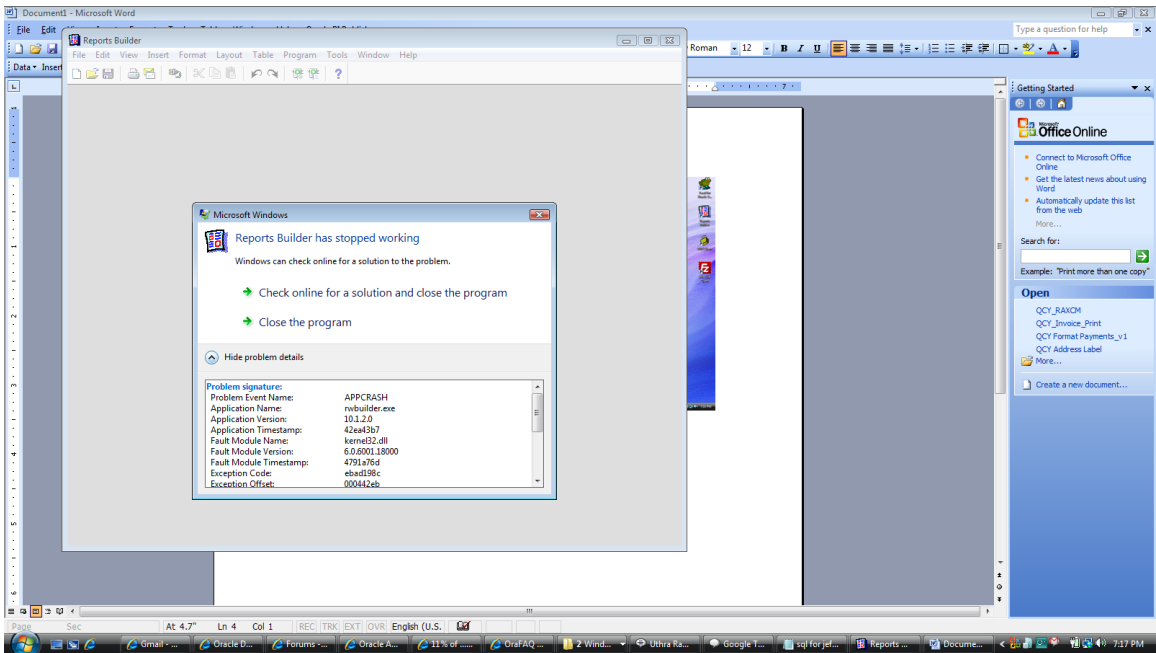 Document1 - Microsoft Word
File Edit
Type a question for help
Reports Builder
File Edit View Insert Format Layout Table Program Tools Window Help
Roman 12 B I U
Data Insert
7
Getting Started
Microsoft Office Online
Connect to Microsoft Office Online
Get the latest news about using Word
Automatically update this list from the web
More...
Search for:
Example: "Print more than one copy"
Open
QCY_RAXCM
QCY_Invoice_Print
QCY Format Payments_v1
QCY Address Label
More...
Create a new document...
Microsoft Windows
Reports Builder has stopped working
Windows can check online for a solution to the problem.
Check online for a solution and close the program
Close the program
Hide problem details
Problem signature:
Problem Event Name: APPCRASH
Application Name: rwbuilder.exe
Application Version: 10.1.2.0
Application Timestamp: 42ea43b7
Fault Module Name: kernel32.dll
Fault Module Version: 6.0.6001.18000
Fault Module Timestamp: 4791a76d
Exception Code: ebad198c
Exception Offset: 000442eb
Page Sec At 4.7" Ln 4 Col 1 REC TRK EXT OVR English (U.S.
Gmail - ... Oracle D... Forums -... Oracle A... 11% of ..... OraFAQ ... 2 Wind... Uthra Ra... Google T... sql for jef... Reports ... Docume... 7:17 PM